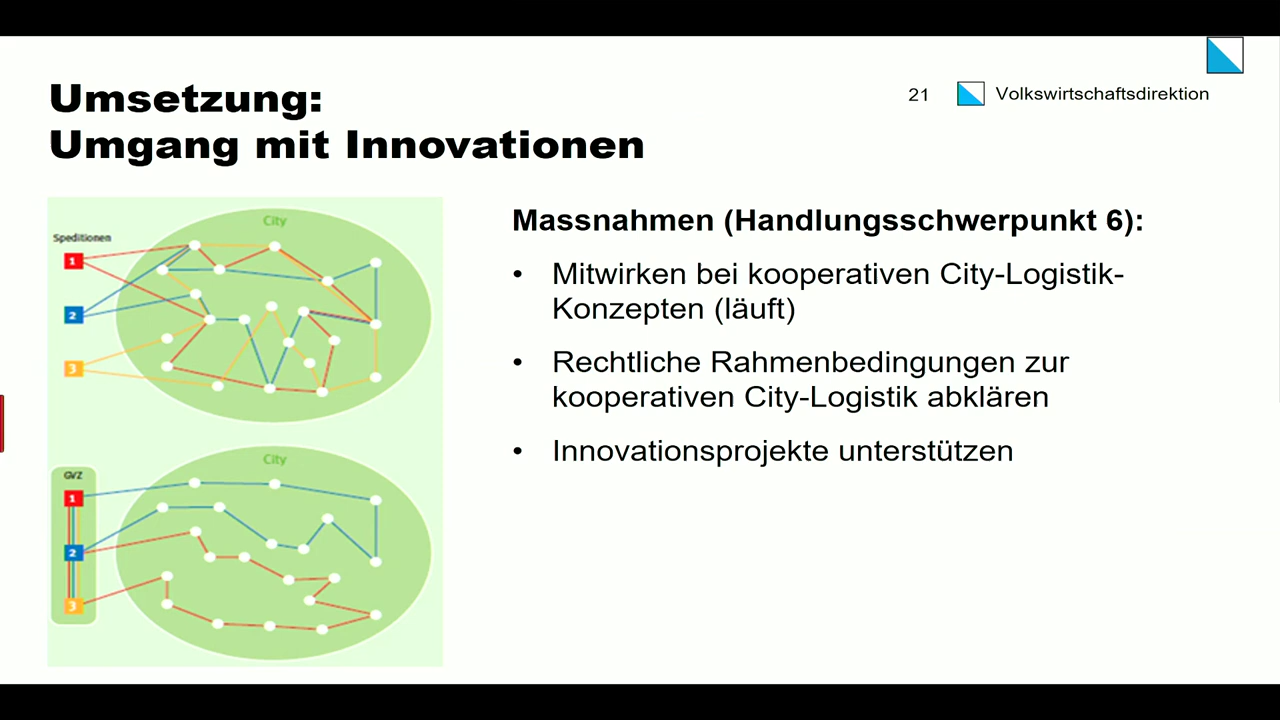 Umsetzung:
Umgang mit Innovationen
21
Volkswirtschaftsdirektion
City
Speditionen
1
2
3
City
GVZ
1
2
3
Massnahmen (Handlungsschwerpunkt 6):
• Mitwirken bei kooperativen City-Logistik-
Konzepten (läuft)
• Rechtliche Rahmenbedingungen zur
kooperativen City-Logistik abklären
• Innovationsprojekte unterstützen